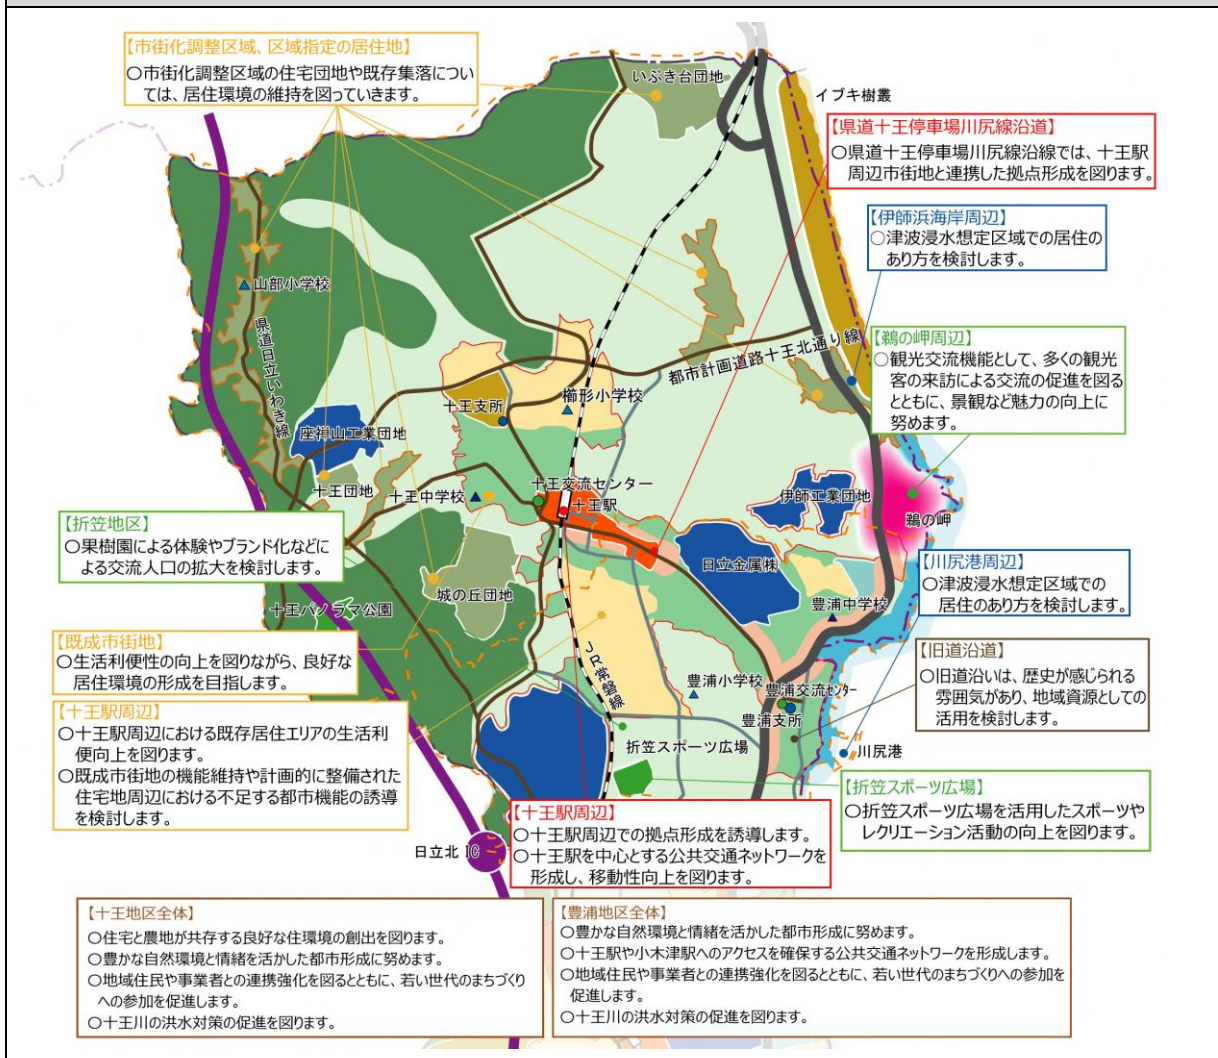 【市街化調整区域、区域指定の居住地】
〇市街化調整区域の住宅団地や既存集落につい
ては、居住環境の維持を図っていきます。
いぶき台団地
イブキ樹叢
【県道十王停車場川尻線沿道】
〇県道十王停車場川尻線沿線では、十王駅
周辺市街地と連携した拠点形成を図ります。
【伊師浜海岸周辺】
〇津波浸水想定区域での居住の
あり方を検討します。
山部小学校
県道日立いわき線
【鵜の岬周辺】
〇観光交流機能として、多くの観光
客の来訪による交流の促進を図る
とともに、景観など魅力の向上に
努めます。
都市計画道路十王北通り線
十王支所
櫛形小学校
座禅山工業団地
十王団地
十王中学校
十王交流センター
十王駅
伊師工業団地
鵜の岬
【折笠地区】
〇果樹園による体験やブランド化などに
よる交流人口の拡大を検討します。
日立金属㈱
【川尻港周辺】
〇津波浸水想定区域での
居住のあり方を検討します。
城の丘団地
十王パノラマ公園
豊浦中学校
【既成市街地】
〇生活利便性の向上を図りながら、良好な
居住環境の形成を目指します。
JR常磐線
【旧道沿道】
〇旧道沿いは、歴史が感じられる
雰囲気があり、地域資源としての
活用を検討します。
豊浦小学校
豊浦交流センター
豊浦支所
【十王駅周辺】
〇十王駅周辺における既存居住エリアの生活利
便向上を図ります。
〇既成市街地の機能維持や計画的に整備された
住宅地周辺における不足する都市機能の誘導
を検討します。
折笠スポーツ広場
川尻港
【折笠スポーツ広場】
〇折笠スポーツ広場を活用したスポーツや
レクリエーション活動の向上を図ります。
【十王駅周辺】
〇十王駅周辺での拠点形成を誘導します。
〇十王駅を中心とする公共交通ネットワークを
形成し、移動性向上を図ります。
日立北IC
【十王地区全体】
〇住宅と農地が共存する良好な住環境の創出を図ります。
〇豊かな自然環境と情緒を活かした都市形成に努めます。
〇地域住民や事業者との連携強化を図るとともに、若い世代のまちづくり
への参加を促進します。
〇十王川の洪水対策の促進を図ります。
【豊浦地区全体】
〇豊かな自然環境と情緒を活かした都市形成に努めます。
〇十王駅や小木津駅へのアクセスを確保する公共交通ネットワークを形成します。
〇地域住民や事業者との連携強化を図るとともに、若い世代のまちづくりへの参加を
促進します。
〇十王川の洪水対策の促進を図ります。